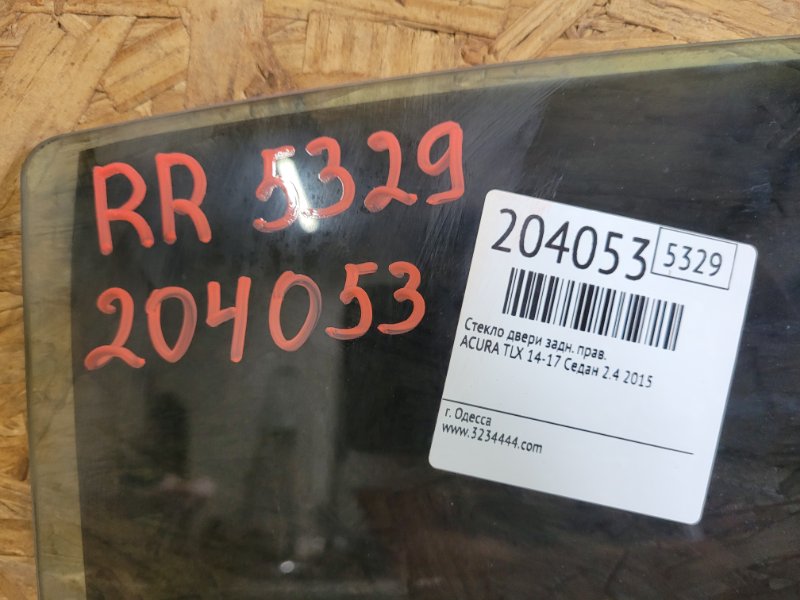 RR 5329
204053
204053 5329
Стекло двери задн. прав.
ACURA TLX 14-17 Седан 2.4 2015
г. Одесса
www.3234444.com